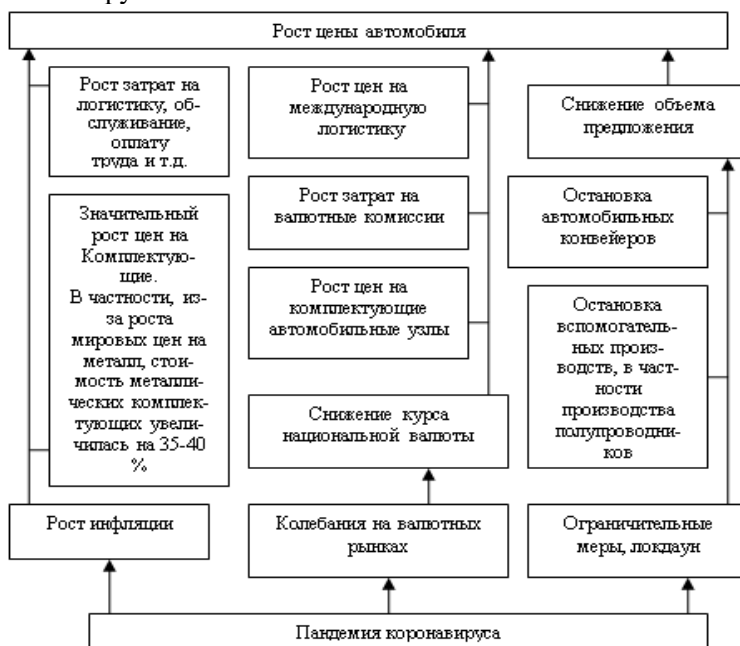 Рост цены автомобиля
Рост затрат на
логистику, об-
служивание,
оплату
труда и т.д.
Рост цен на
международную
логистику
Снижение объема
предложения
Значительный
рост цен на
Комплектую-
щие.
В частности, из-
за роста
мировых цен на
металл, стои-
мость металли-
ческих комплек-
тующих увели-
чилась на 35-40
%
Рост затрат на
валютные комиссии
Остановка
автомобильных
конвейеров
Рост цен на
комплектующие
автомобильные узлы
Остановка
вспомогатель-
ных произ-
водств, в част-
ности
производства
полупроводни-
ков
Снижение курса
национальной валюты
Рост инфляции
Колебания на валютных
рынках
Ограничительные
меры, локдаун
Пандемия коронавируса